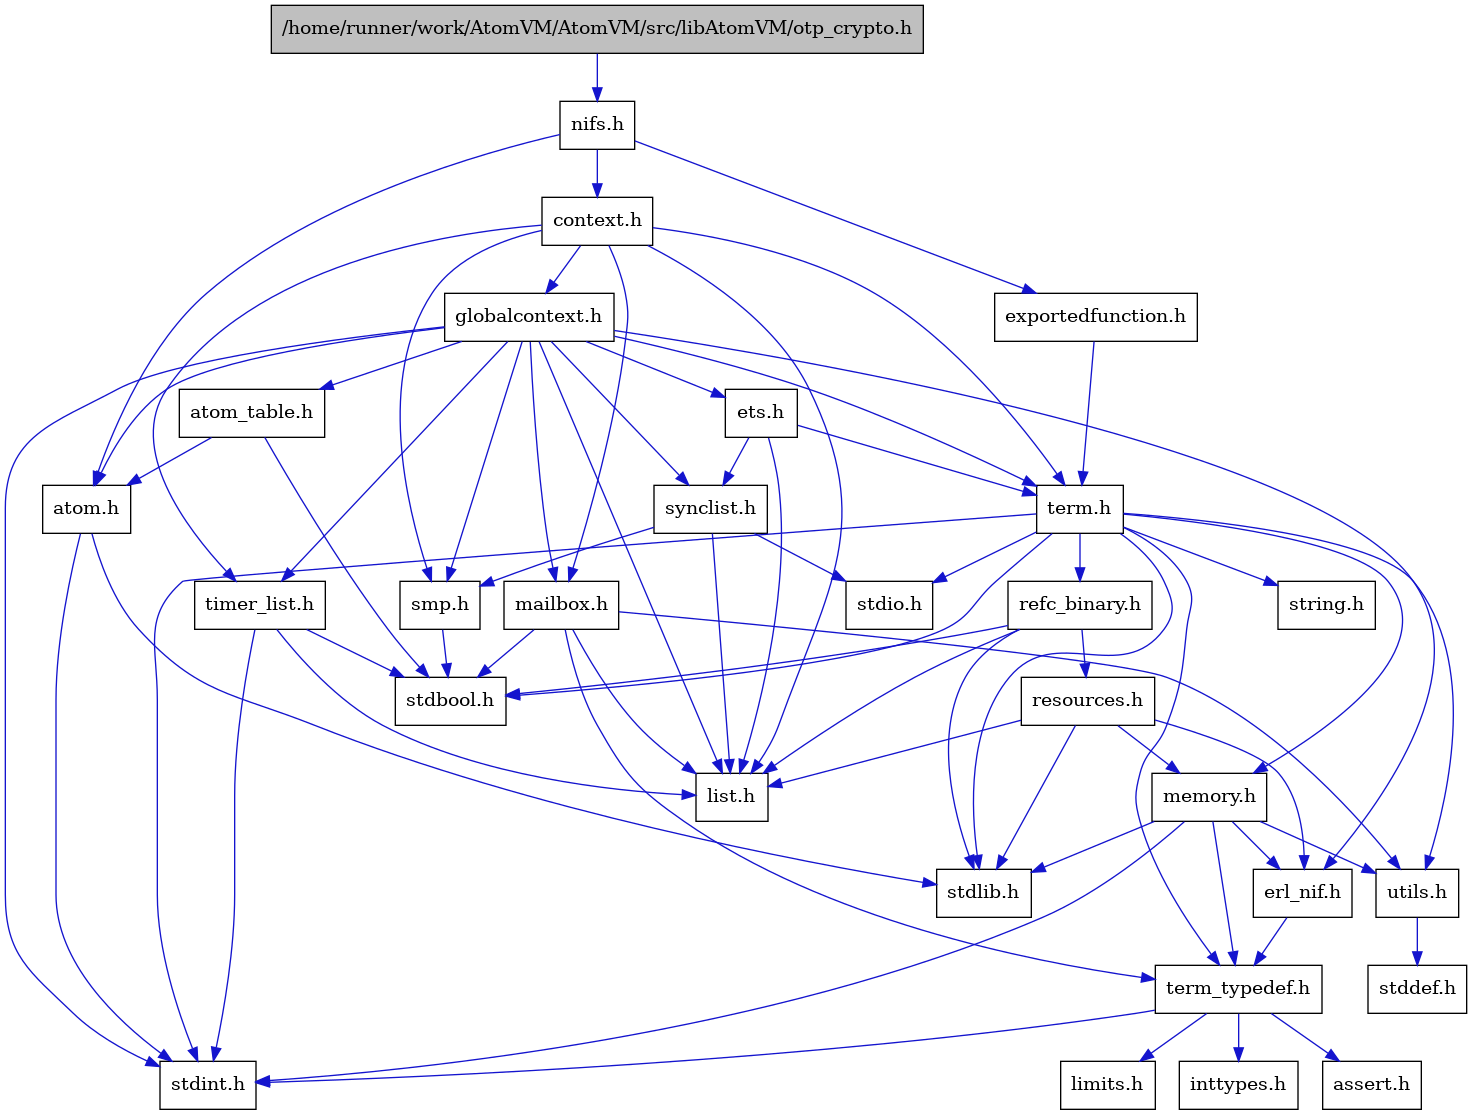 /home/runner/work/AtomVM/AtomVM/src/libAtomVM/otp_crypto.h
nifs.h
context.h
globalcontext.h
exportedfunction.h
atom_table.h
ets.h
atom.h
synclist.h
term.h
timer_list.h
smp.h
mailbox.h
stdio.h
refc_binary.h
string.h
stdbool.h
resources.h
list.h
memory.h
stdlib.h
erl_nif.h
utils.h
term_typedef.h
stddef.h
stdint.h
limits.h
inttypes.h
assert.h